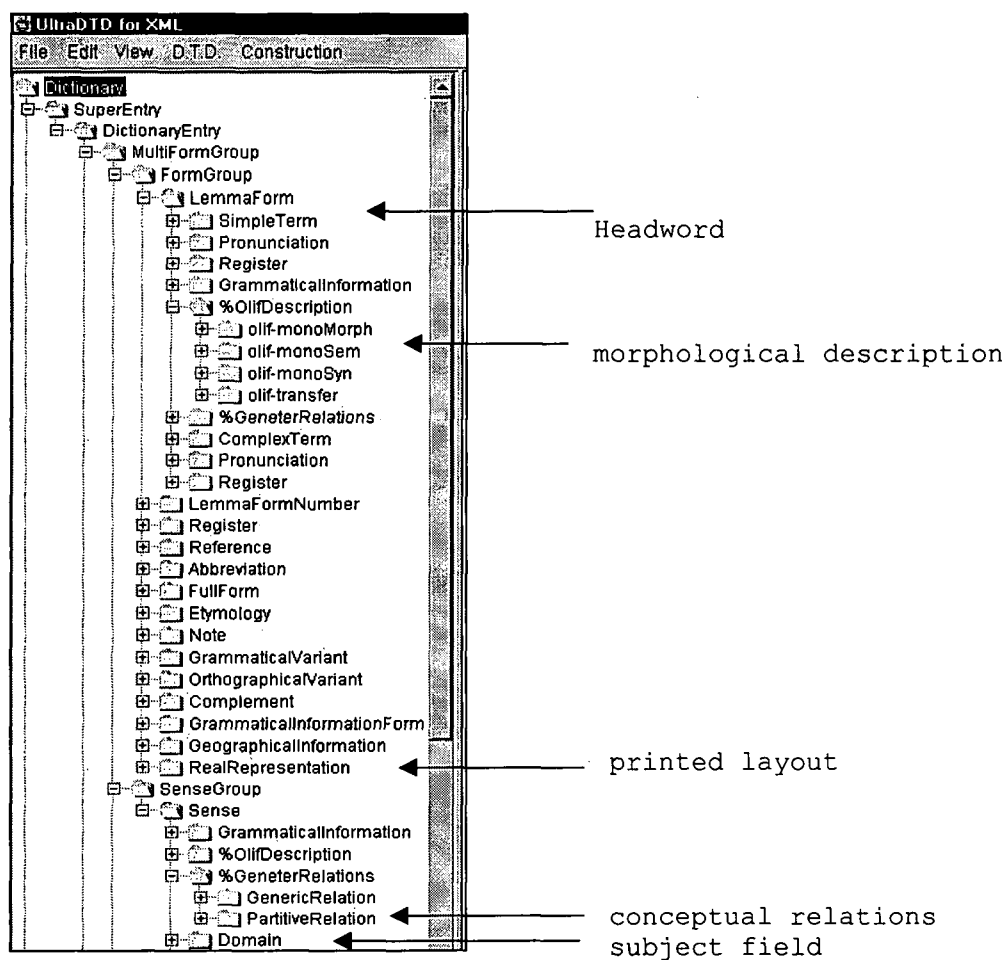 UltraDTD for XML
File Edit View D.T.D. Construction
Dictionary
SuperEntry
DictionaryEntry
MultiFormGroup
FormGroup
LemmaForm
SimpleTerm
Headword
Pronunciation
Register
GrammaticalInformation
%OlifDescription
olif-monoMorph
morphological description
olif-monoSem
olif-monoSyn
olif-transfer
%GeneterRelations
ComplexTerm
Pronunciation
Register
LemmaFormNumber
Register
Reference
Abbreviation
FullForm
Etymology
Note
GrammaticalVariant
OrthographicalVariant
Complement
GrammaticalInformationForm
GeographicalInformation
RealRepresentation
printed layout
SenseGroup
Sense
GrammaticalInformation
%OlifDescription
%GeneterRelations
GenericRelation
PartitiveRelation
conceptual relations
Domain
subject field